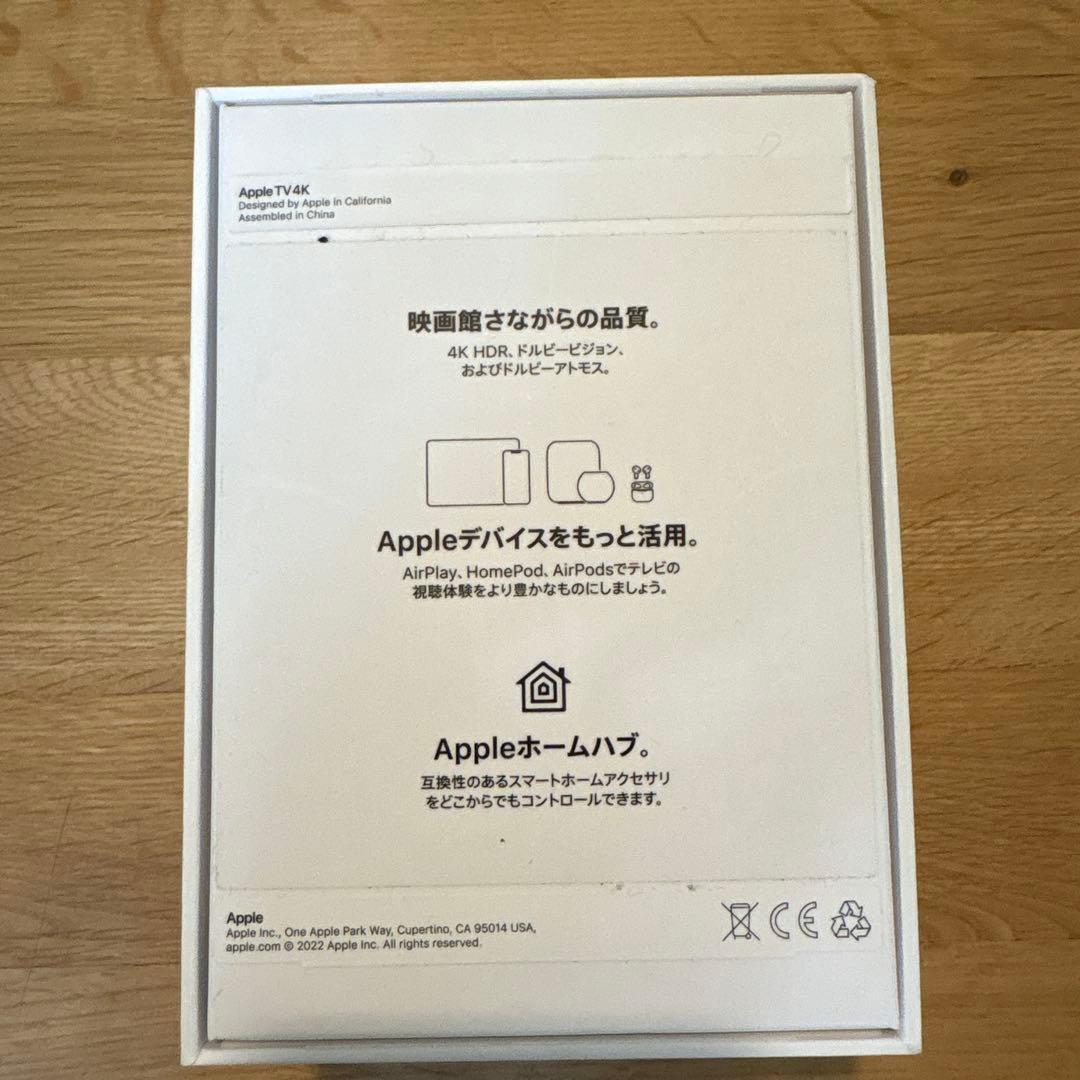 Apple TV 4K
Designed by Apple in California
Assembled in China
映画館さながらの品質。
4K HDR、ドルビービジョン、
およびドルビーアトモス。
Appleデバイスをもっと活用。
AirPlay、HomePod、AirPodsでテレビの
視聴体験をより豊かなものにしましょう。
Appleホームハブ。
互換性のあるスマートホームアクセサリ
をどこからでもコントロールできます。
Apple
Apple Inc., One Apple Park Way, Cupertino, CA 95014 USA,
apple.com © 2022 Apple Inc. All rights reserved.
CE